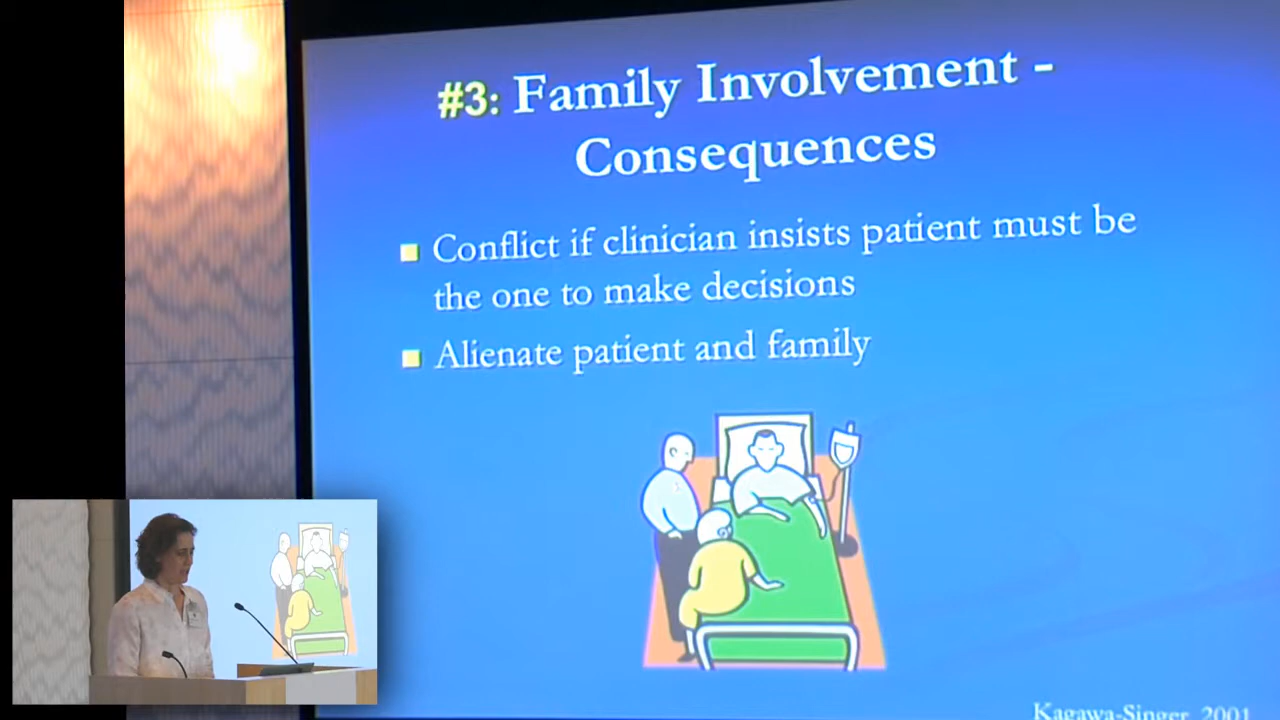 #3: Family Involvement -
Consequences
Conflict if clinician insists patient must be
the one to make decisions
Alienate patient and family
Kagawa-Singer, 2001